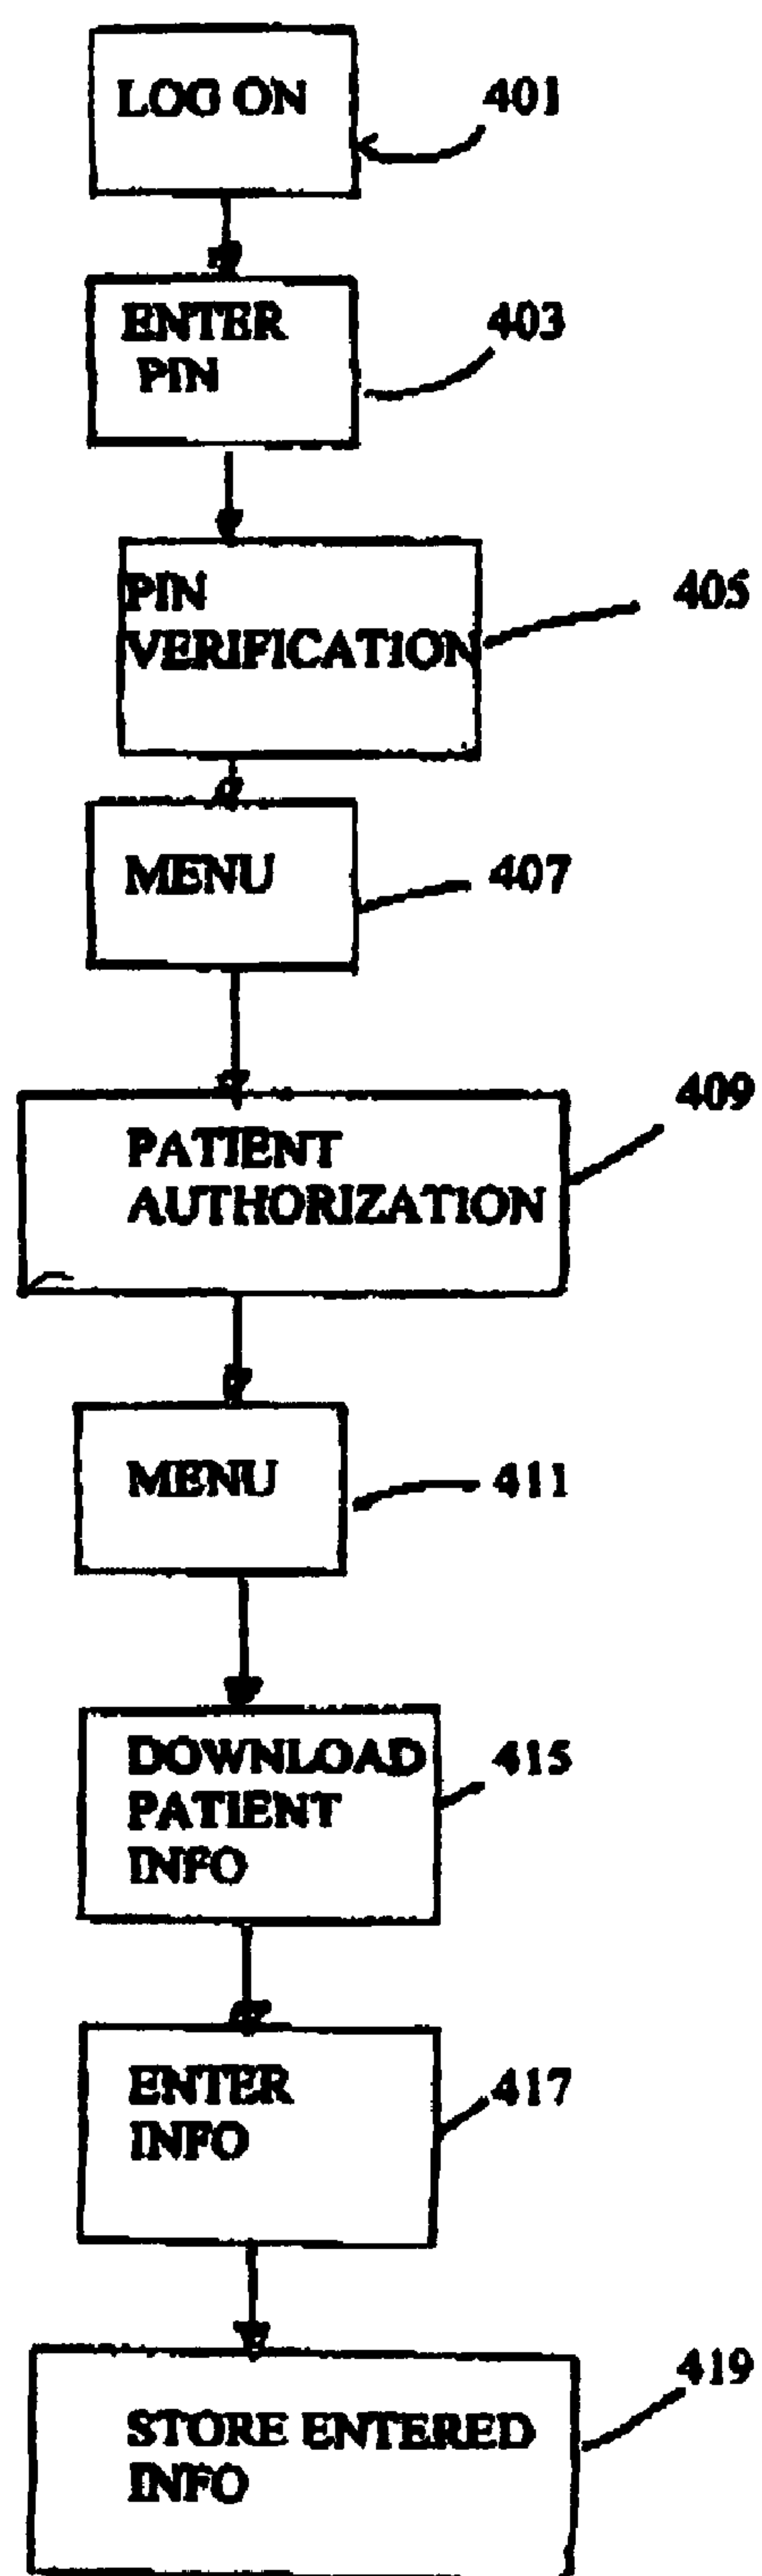 LOG ON
401
ENTER
PIN
403
PIN
VERIFICATION
405
MENU
407
PATIENT
AUTHORIZATION
409
MENU
411
DOWNLOAD
PATIENT
INFO
415
ENTER
INFO
417
STORE ENTERED
INFO
419